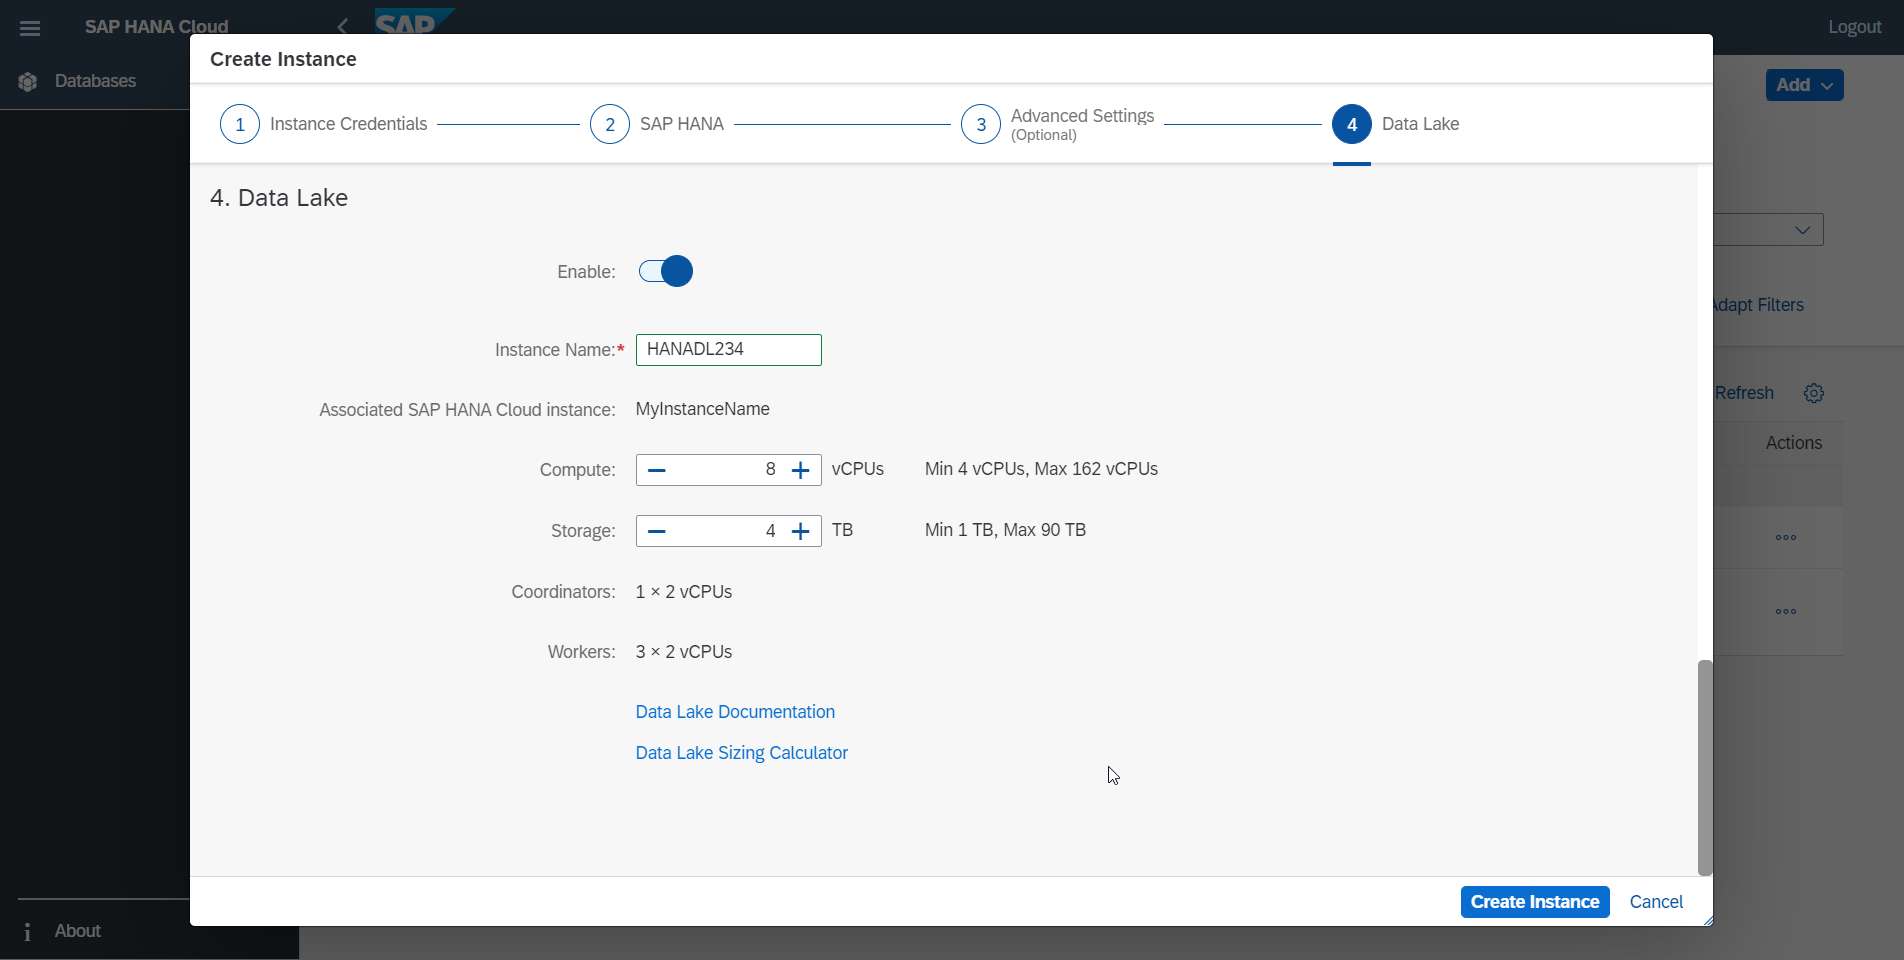 SAP HANA Cloud
SAP
Logout
Databases
Add
Create Instance
1 Instance Credentials
2 SAP HANA
3 Advanced Settings
(Optional)
4 Data Lake
4. Data Lake
Enable:
Instance Name:* HANADL234
Associated SAP HANA Cloud instance: MyInstanceName
Compute: 8 vCPUs Min 4 vCPUs, Max 162 vCPUs
Storage: 4 TB Min 1 TB, Max 90 TB
Coordinators: 1 × 2 vCPUs
Workers: 3 × 2 vCPUs
Data Lake Documentation
Data Lake Sizing Calculator
Adapt Filters
Refresh
Actions
Create Instance Cancel
i About